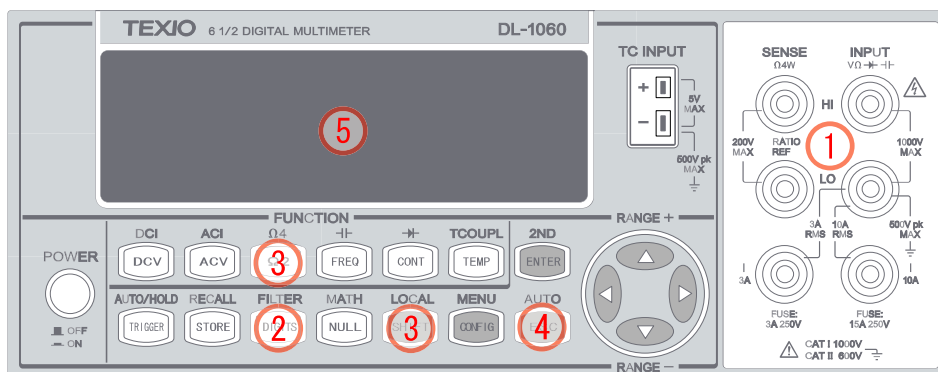 TEXIO 6 1/2 DIGITAL MULTIMETER DL-1060
TC INPUT
+
−
5V
MAX
500V pk
MAX
5
SENSE INPUT
Ω4W VΩ
HI
200V
MAX
RATIO
REF
1
1000V
MAX
LO
3A
RMS
10A
RMS
500V pk
MAX
3A
10A
FUSE:
3A 250V
FUSE:
15A 250V
CAT I 1000V
CAT II 600V
FUNCTION
DCI ACI Ω4 TCOUPL 2ND
POWER
DCV ACV 3 FREQ CONT TEMP ENTER
AUTO/HOLD RECALL FILTER MATH LOCAL MENU AUTO
TRIGGER STORE DIGITS 2 NULL SHIFT 3 CONFIG 4
OFF
ON
RANGE +
RANGE −